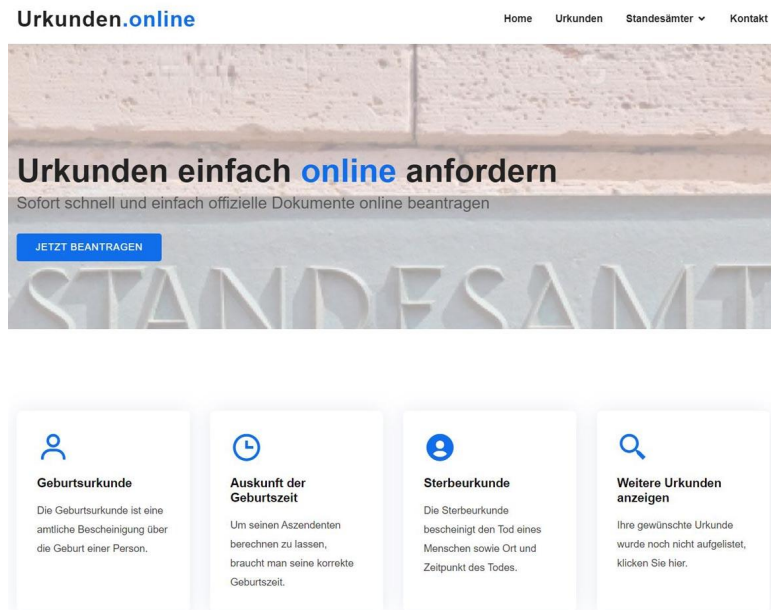 Urkunden.online
Home Urkunden Standesämter Kontakt
Urkunden einfach online anfordern
Sofort schnell und einfach offizielle Dokumente online beantragen
JETZT BEANTRAGEN
STANDESAMT
Geburtsurkunde
Die Geburtsurkunde ist eine
amtliche Bescheinigung über
die Geburt einer Person.
Auskunft der
Geburtszeit
Um seinen Aszendenten
berechnen zu lassen,
braucht man seine korrekte
Geburtszeit.
Sterbeurkunde
Die Sterbeurkunde
bescheinigt den Tod eines
Menschen sowie Ort und
Zeitpunkt des Todes.
Weitere Urkunden
anzeigen
Ihre gewünschte Urkunde
wurde noch nicht aufgelistet,
klicken Sie hier.